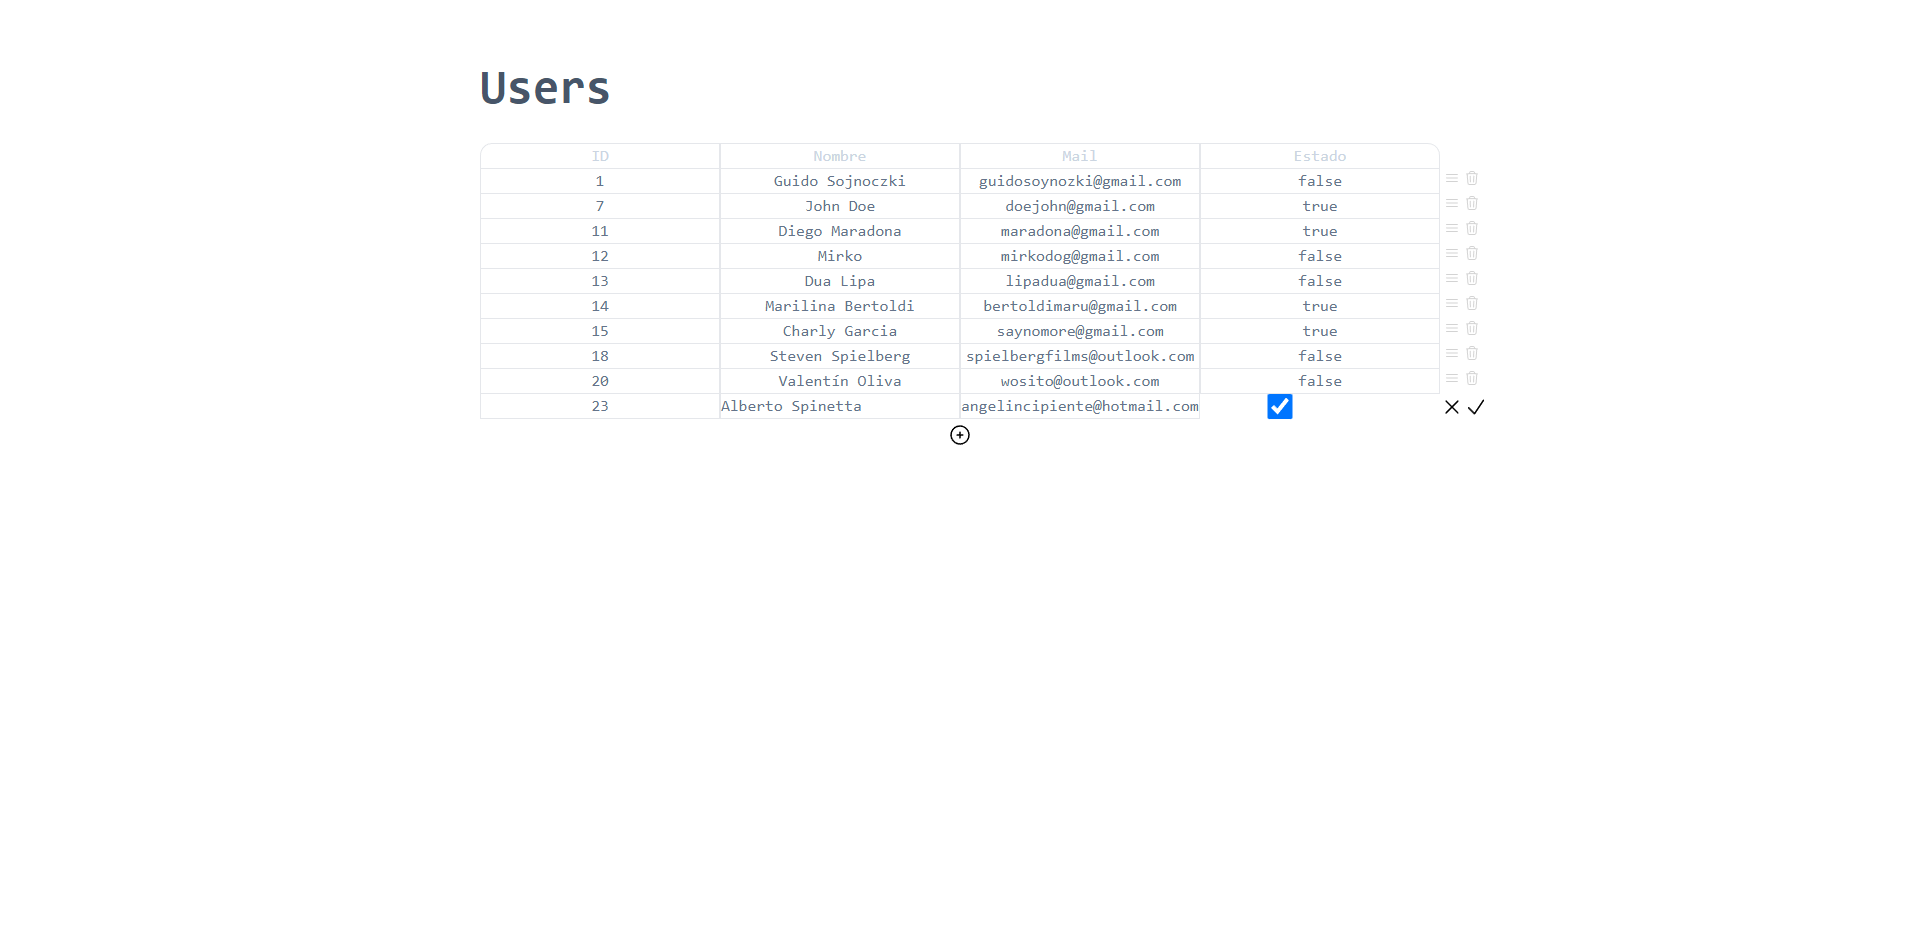 Users
ID Nombre Mail Estado
1 Guido Sojnoczki guidosoynozki@gmail.com false
7 John Doe doejohn@gmail.com true
11 Diego Maradona maradona@gmail.com true
12 Mirko mirkodog@gmail.com false
13 Dua Lipa lipadua@gmail.com false
14 Marilina Bertoldi bertoldimaru@gmail.com true
15 Charly Garcia saynomore@gmail.com true
18 Steven Spielberg spielbergfilms@outlook.com false
20 Valentín Oliva wosito@outlook.com false
23 Alberto Spinetta angelincipiente@hotmail.com